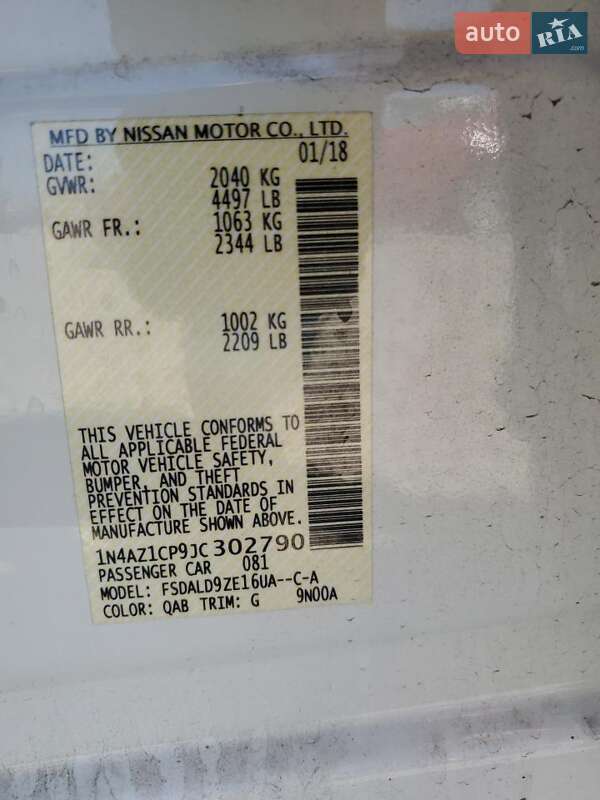 auto RIA .com
MFD BY NISSAN MOTOR CO., LTD.
DATE: 01/18
GVWR: 2040 KG
4497 LB
GAWR FR.: 1063 KG
2344 LB
GAWR RR.: 1002 KG
2209 LB
THIS VEHICLE CONFORMS TO
ALL APPLICABLE FEDERAL
MOTOR VEHICLE SAFETY,
BUMPER, AND THEFT
PREVENTION STANDARDS IN
EFFECT ON THE DATE OF
MANUFACTURE SHOWN ABOVE.
1N4AZ1CP9JC302790
PASSENGER CAR 081
MODEL: FSDALD9ZE16UA--C-A
COLOR: QAB TRIM: G 9N00A